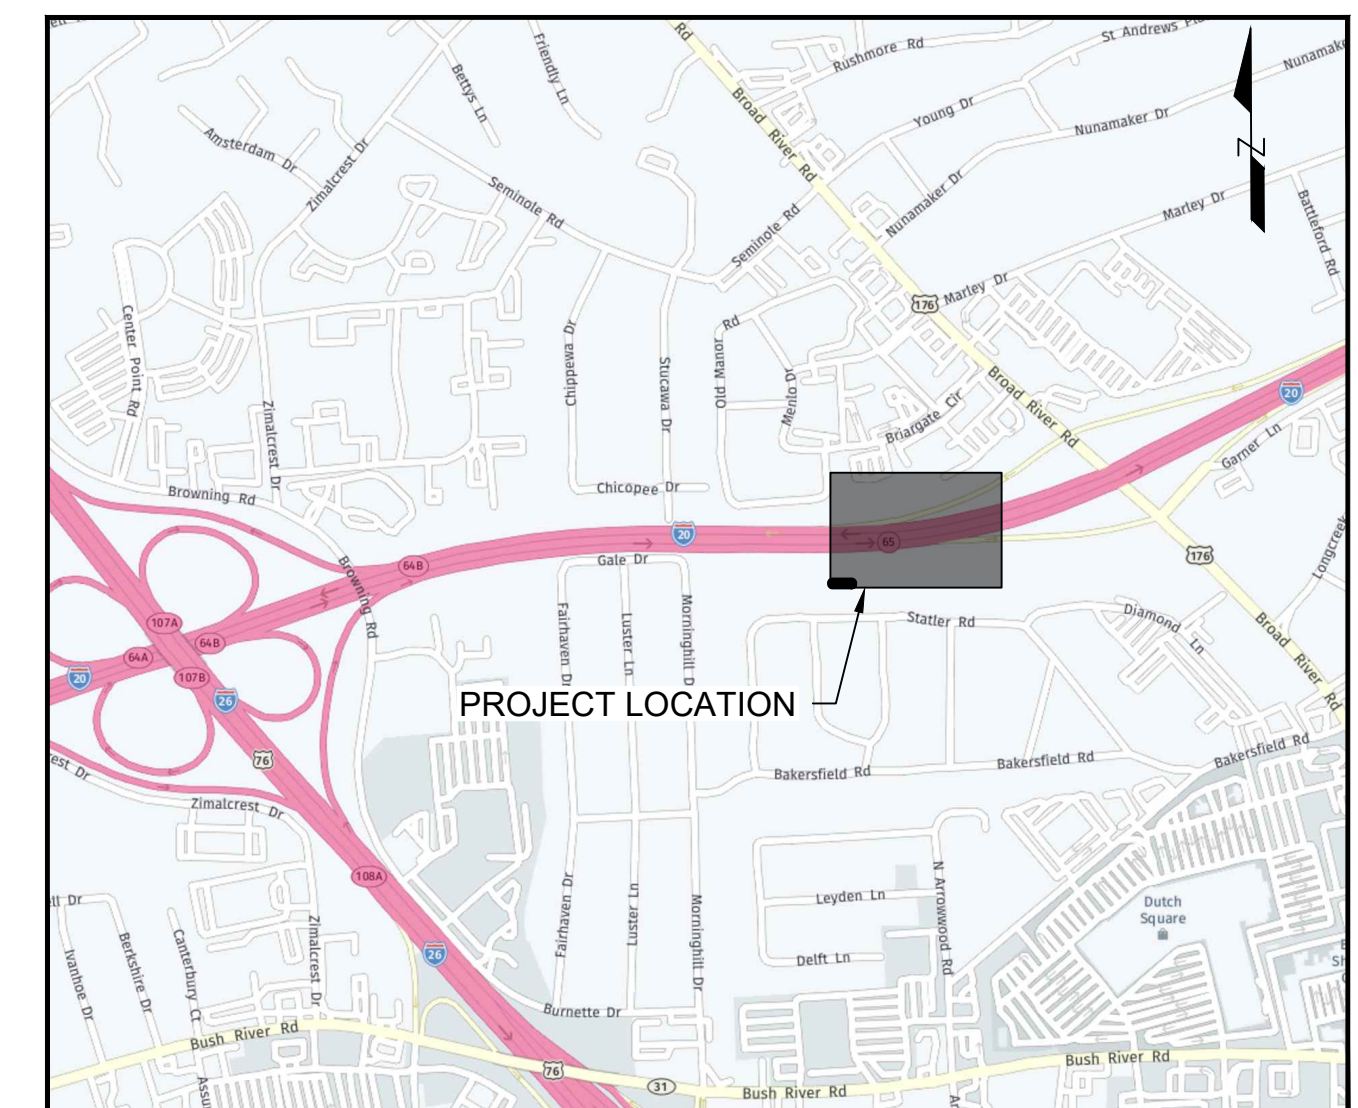 Rd
St Andrews
Rushmore Rd
Friendly Ln
Bettys Ln
Nunamak
Broad River Rd
Young Dr
Nunamaker Dr
Amsterdam Dr
Zimalcrest Dr
N
Seminole Rd
Nunamaker Dr
Marley Dr
Battleford Rd
Seminole Rd
176
Marley Dr
Center Point Rd
Chippewa Dr
Stucawa Dr
Old Manor Rd
Menlo Dr
Broad River Rd
Briargate Cir
20
Zimalcrest Dr
Garner Ln
Browning Rd
Chicopee Dr
20
65
176
Longcreek
Gale Dr
64B
Browning Rd
Fairhaven Dr
Luster Ln
Morninghill D
Statler Rd
Diamond Ln
Broad River Rd
107A
64B
64A
20
107B
26
PROJECT LOCATION
76
est Dr
Bakersfield Rd
Bakersfield Rd
Bakersfield Rd
Zimalcrest Dr
108A
ll Dr
Leyden Ln
N Arrowwood Rd
Dutch
Square
Ivanhoe Dr
Berkshire Dr
Canterbury Ct
Zimalcrest Dr
26
Fairhaven Dr
Luster Ln
Morninghill Dr
Delft Ln
Sh
Burnette Dr
Bush River Rd
76
31
Bush River Rd
Bush River Rd
Assu
Ar